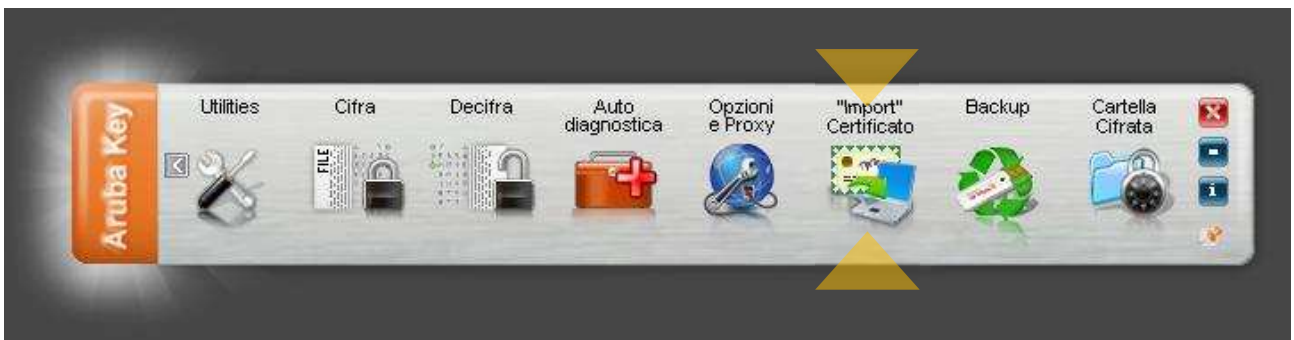 Aruba Key
Utilities
Cifra
Decifra
Auto
diagnostica
Opzioni
e Proxy
"Import"
Certificato
Backup
Cartella
Cifrata
FILE